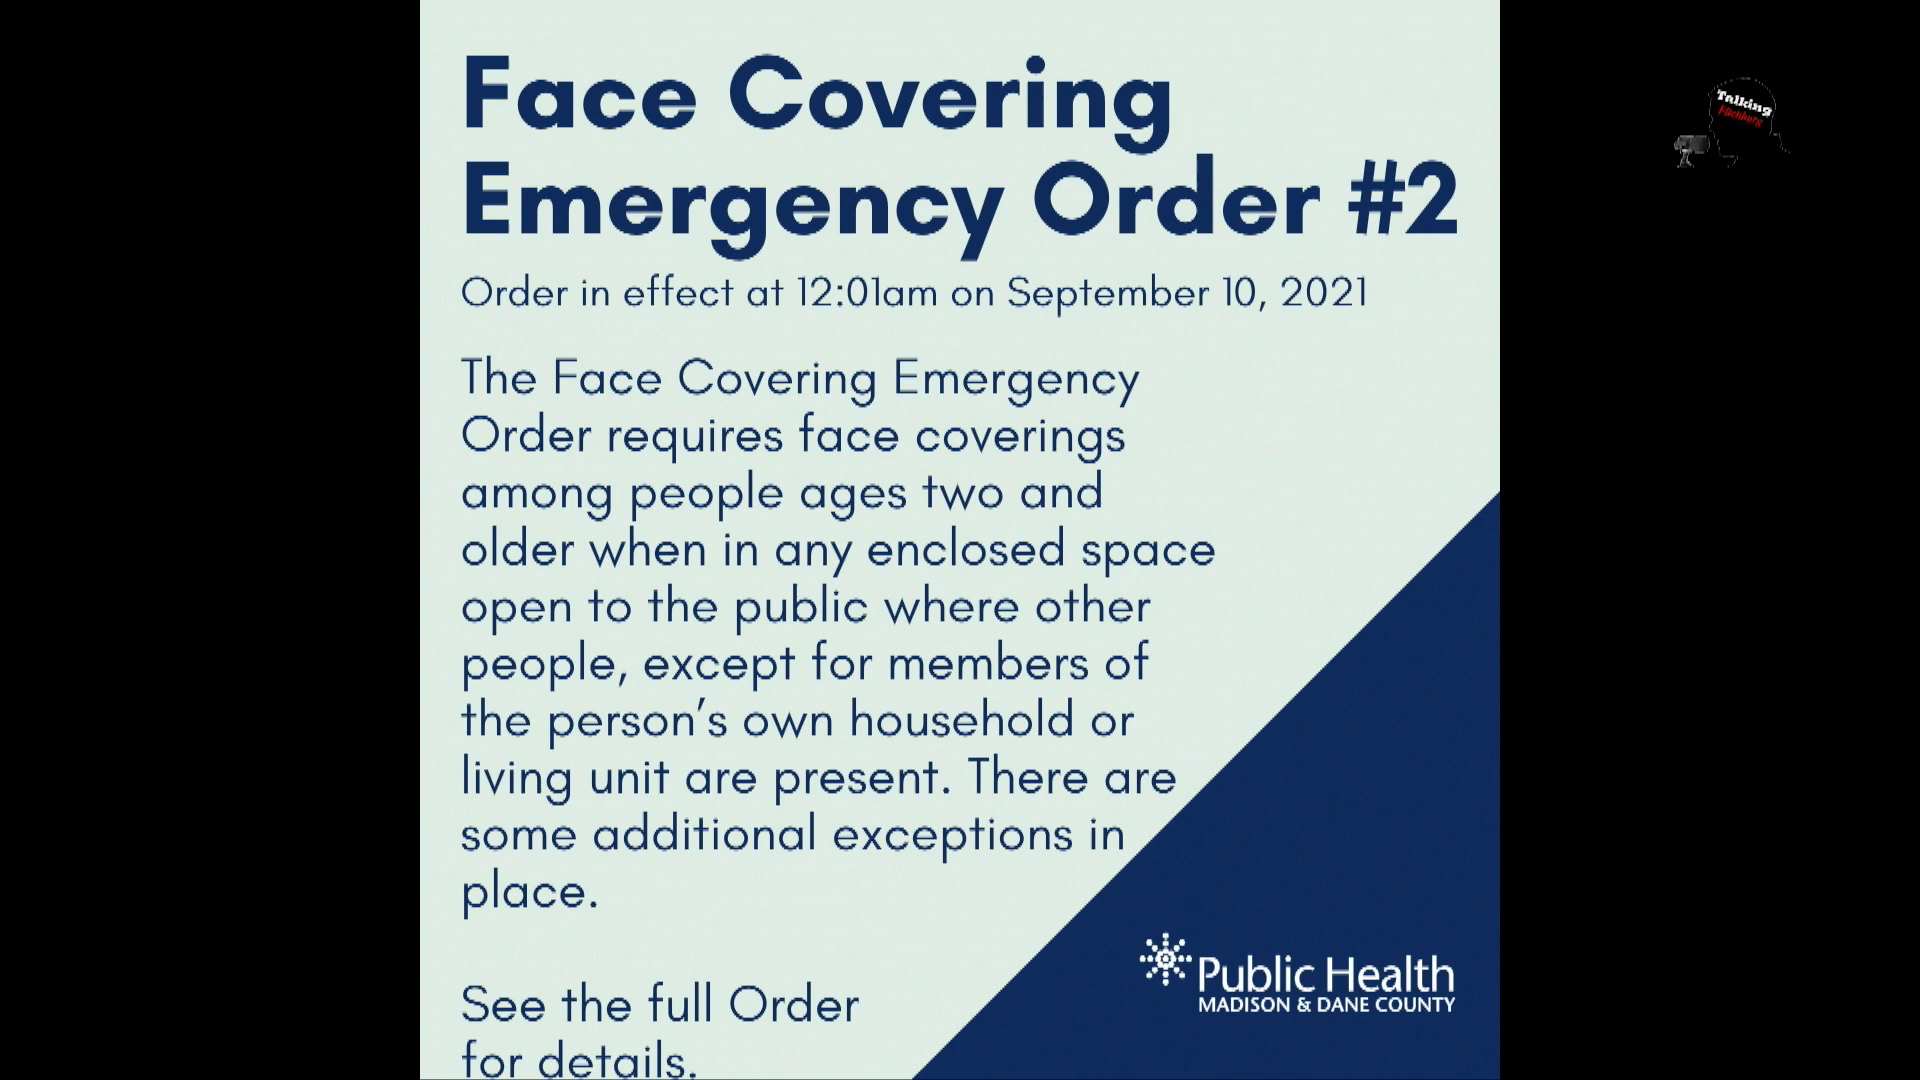 Face Covering
Emergency Order #2
Order in effect at 12:01am on September 10, 2021
The Face Covering Emergency
Order requires face coverings
among people ages two and
older when in any enclosed space
open to the public where other
people, except for members of
the person's own household or
living unit are present. There are
some additional exceptions in
place.
See the full Order
for details.
Public Health
MADISON & DANE COUNTY
Talking
Fitchburg